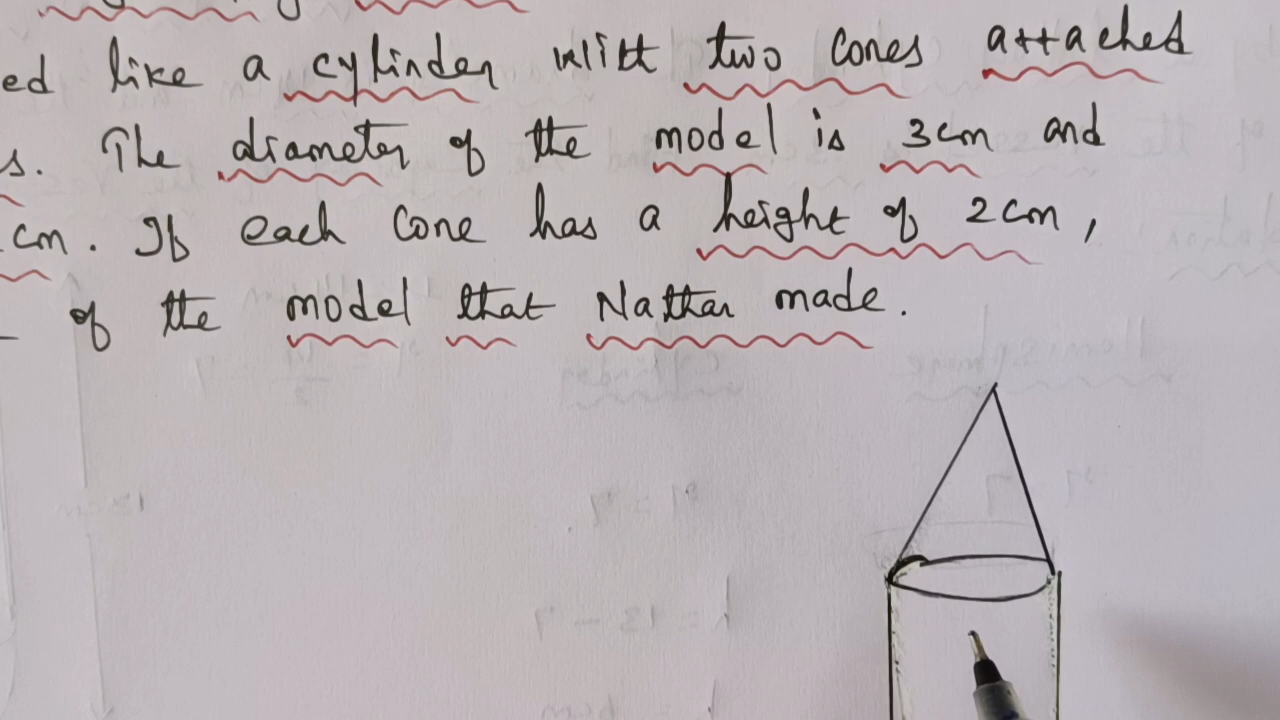 ed like a cylinder with two cones attached
s. The diameter of the model is 3cm and
cm. If each cone has a height of 2cm,
of the model that Nathan made.